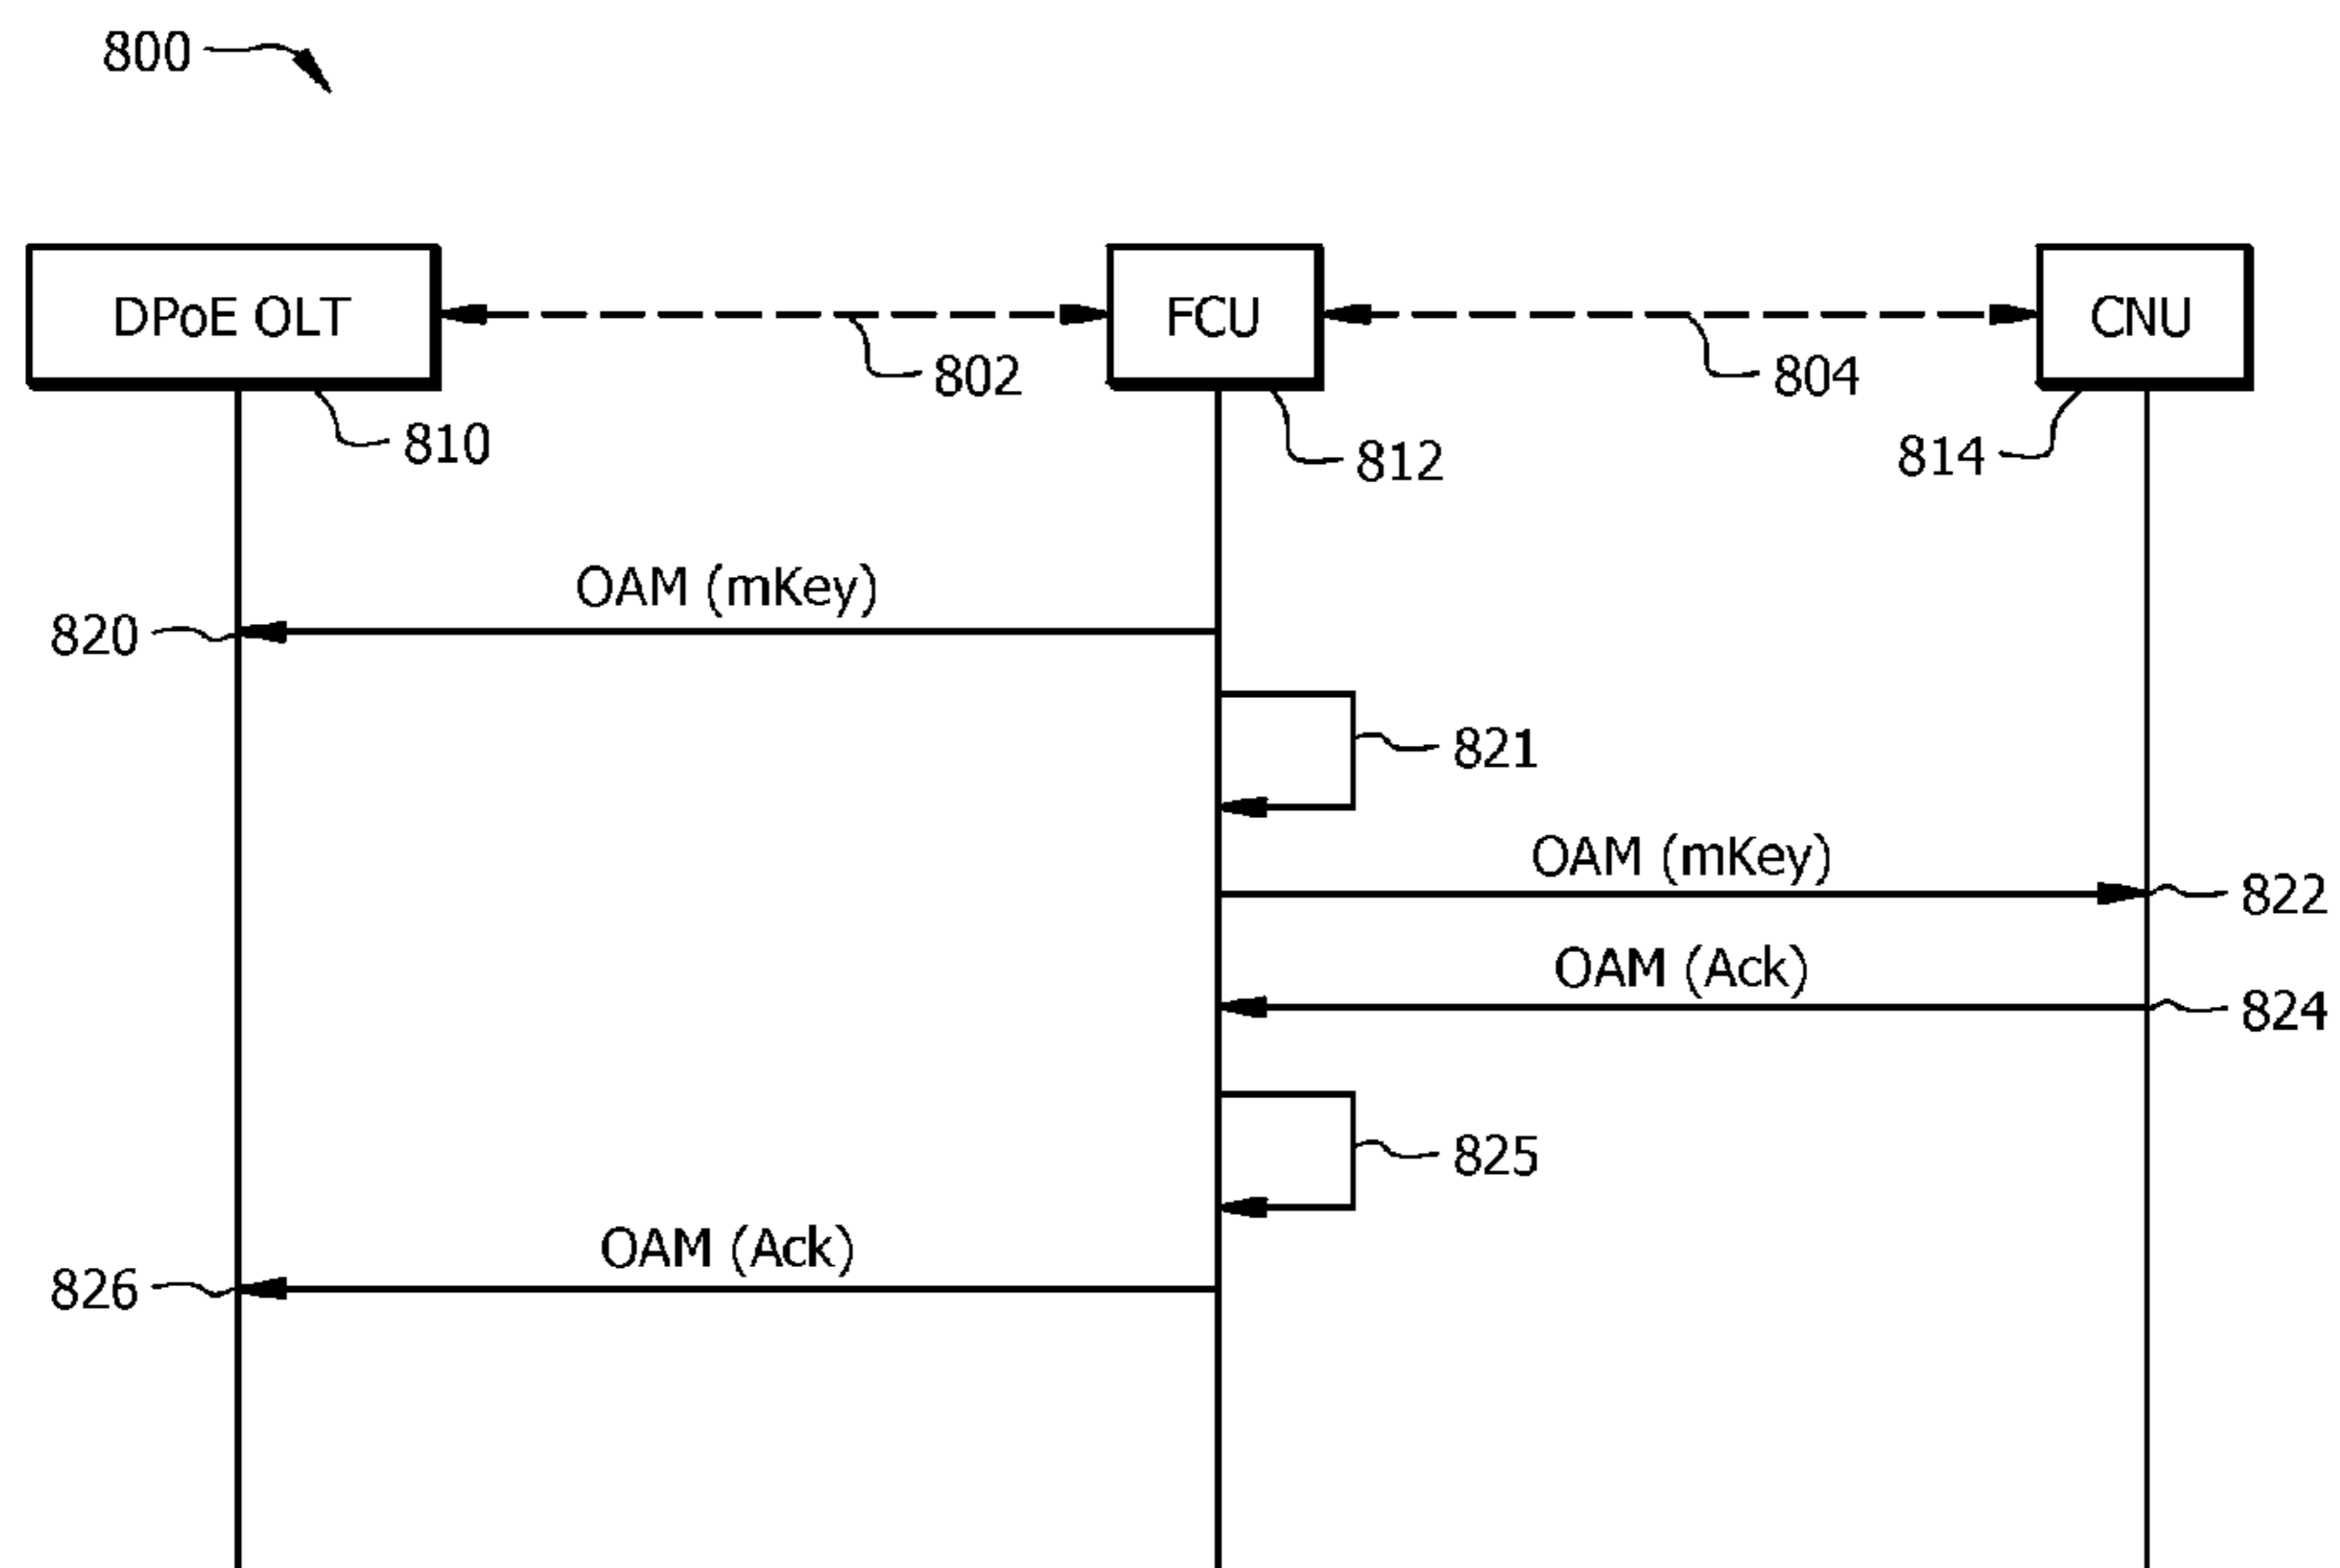 800
DPoE OLT
FCU
CNU
802
804
810
812
814
OAM (mKey)
820
821
OAM (mKey)
822
OAM (Ack)
824
825
OAM (Ack)
826